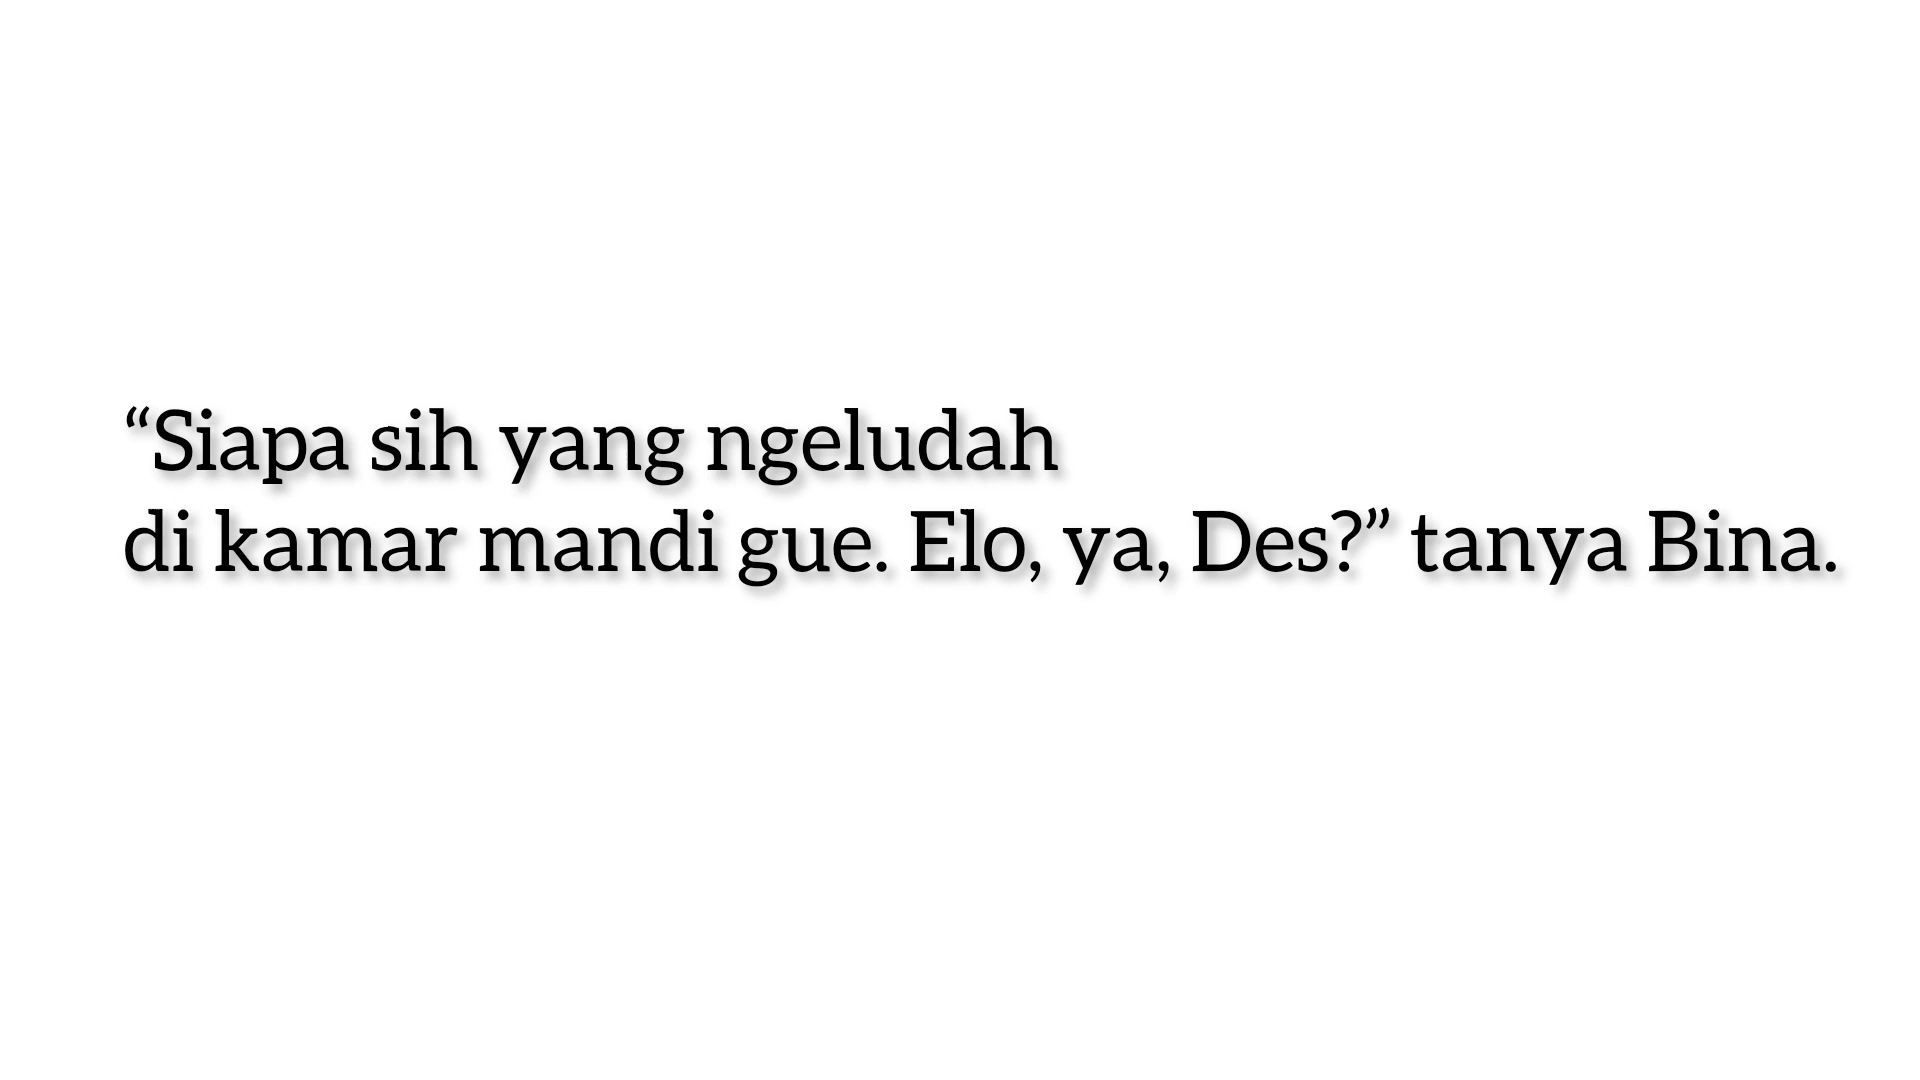 “Siapa sih yang ngeludah
di kamar mandi gue. Elo, ya, Des?” tanya Bina.